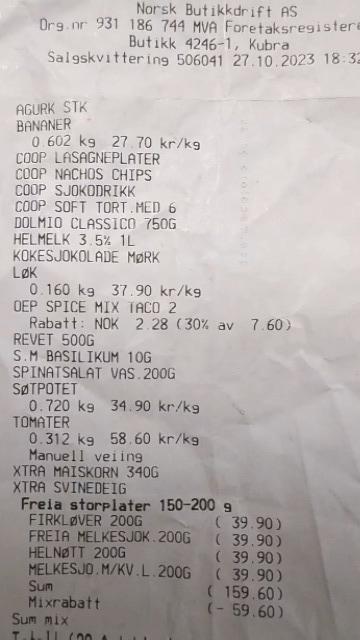 Norsk Butikkdrift AS
Org.nr 931 186 744 MVA Foretaksregistere
Butikk 4246-1, Kubra
Salgskvittering 506041 27.10.2023 18:32
AGURK STK
BANANER
0.602 kg 27.70 kr/kg
COOP LASAGNEPLATER
COOP NACHOS CHIPS
COOP SJOKODRIKK
COOP SOFT TORT.MED 6
DOLMIO CLASSICO 750G
HELMELK 3.5% 1L
KOKESJOKOLADE MØRK
LØK
0.160 kg 37.90 kr/kg
OEP SPICE MIX TACO 2
Rabatt: NOK 2.28 (30% av 7.60)
REVET 500G
S.M BASILIKUM 10G
SPINATSALAT VAS.200G
SØTPOTET
0.720 kg 34.90 kr/kg
TOMATER
0.312 kg 58.60 kr/kg
Manuell veiing
XTRA MAISKORN 340G
XTRA SVINEDEIG
Freia storplater 150-200 g
FIRKLØVER 200G ( 39.90)
FREIA MELKESJOK.200G ( 39.90)
HELNØTT 200G ( 39.90)
MELKESJO.M/KV.L.200G ( 39.90)
Sum ( 159.60)
Mixrabatt (- 59.60)
Sum mix